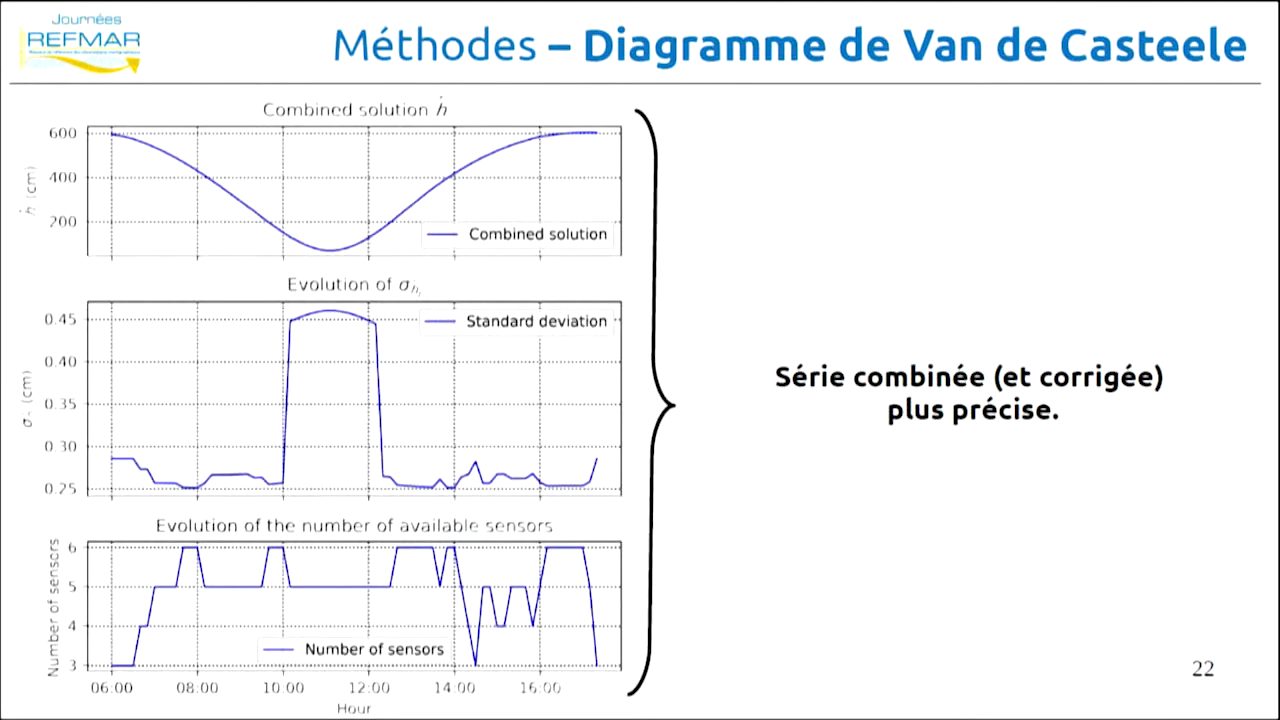 Journées
REFMAR
Méthodes – Diagramme de Van de Casteele
Combined solution ḣ
600
400
200
ḣ (cm)
Combined solution
Evolution of σ
0.45
0.40
0.35
0.30
0.25
(cm)
Standard deviation
Evolution of the number of available sensors
6
5
4
3
Number of sensors
Number of sensors
06:00 08:00 10:00 12:00 14:00 16:00
Hour
Série combinée (et corrigée)
plus précise.
22